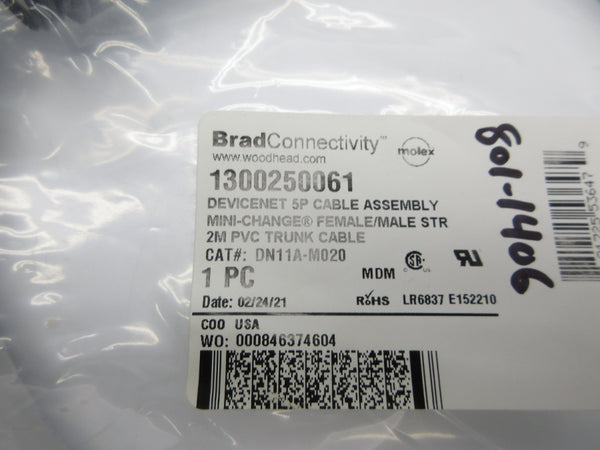 BradConnectivity™
molex
www.woodhead.com
1300250061
DEVICENET 5P CABLE ASSEMBLY
MINI-CHANGE® FEMALE/MALE STR
2M PVC TRUNK CABLE
CAT#: DN11A-M020
1 PC
MDM
Date: 02/24/21
RoHS
LR6837 E152210
COO USA
WO: 000846374604
801-1406